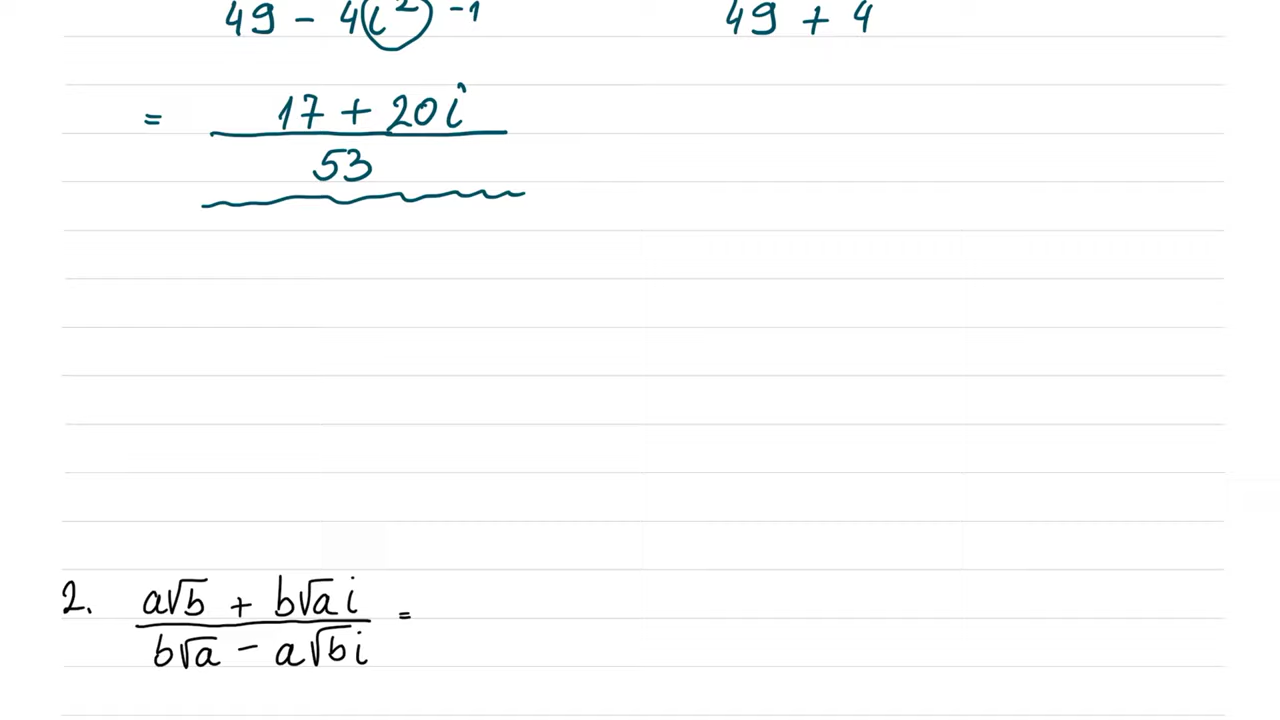 49 - 4(i²) -1 49 + 4
= 17 + 20i
53
2. a√b + b√a i =
b√a - a√b i